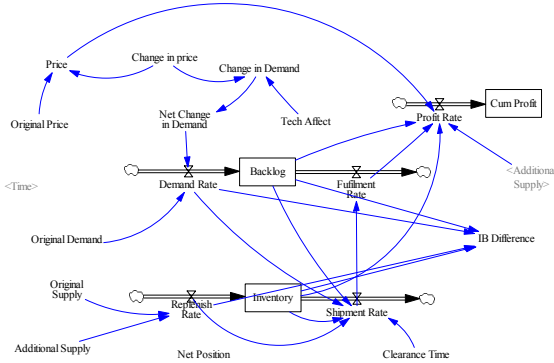 Price
Change in price
Change in Demand
Original Price
Net Change
in Demand
Tech Affect
Cum Profit
Profit Rate
Backlog
<Time>
Demand Rate
Fufilment
Rate
<Additiona
Supply>
Original Demand
IB Difference
Original
Supply
Inventory
Replenish
Rate
Shipment Rate
Additional Supply
Net Position
Clearance Time